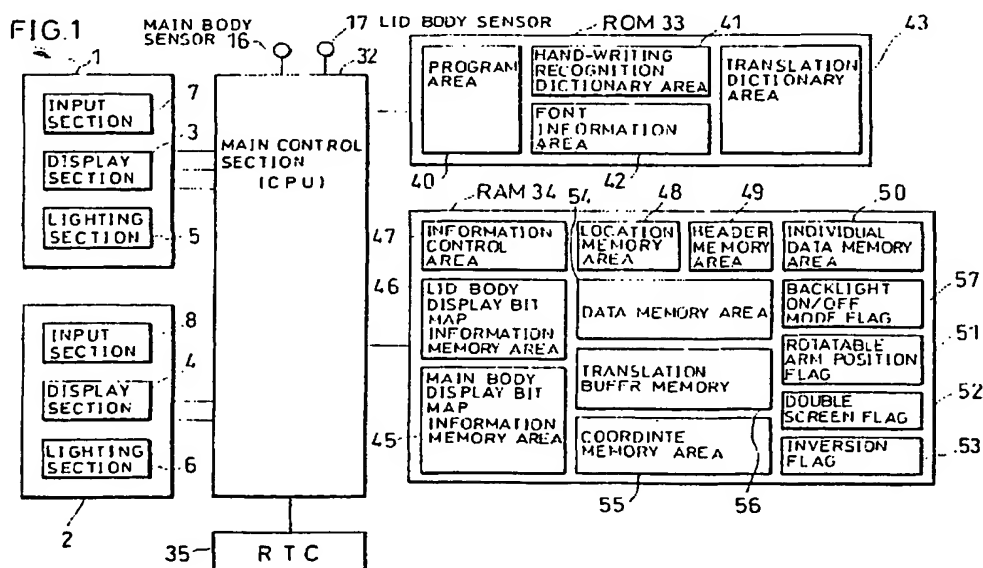 FIG.1
1
INPUT
SECTION
7
DISPLAY
SECTION
3
LIGHTING
SECTION
5
INPUT
SECTION
8
DISPLAY
SECTION
4
LIGHTING
SECTION
6
2
MAIN BODY
SENSOR 16
17 LID BODY SENSOR
32
MAIN CONTROL
SECTION
(CPU)
35
RTC
ROM 33
41
43
PROGRAM
AREA
HAND-WRITING
RECOGNITION
DICTIONARY AREA
FONT
INFORMATION
AREA
TRANSLATION
DICTIONARY
AREA
40
42
RAM 34
54
48
49
50
47
INFORMATION
CONTROL
AREA
LOCATION
MEMORY
AREA
HEADER
MEMORY
AREA
INDIVIDUAL
DATA MEMORY
AREA
46
LID BODY
DISPLAY BIT
MAP
INFORMATION
MEMORY AREA
DATA MEMORY AREA
BACKLIGHT
ON/OFF
MODE FLAG
57
MAIN BODY
DISPLAY BIT
MAP
INFORMATION
MEMORY AREA
45
TRANSLATION
BUFFR MEMORY
ROTATABLE
ARM POSITION
FLAG
51
DOUBLE
SCREEN FLAG
52
COORDINTE
MEMORY AREA
INVERSION
FLAG
53
55
56